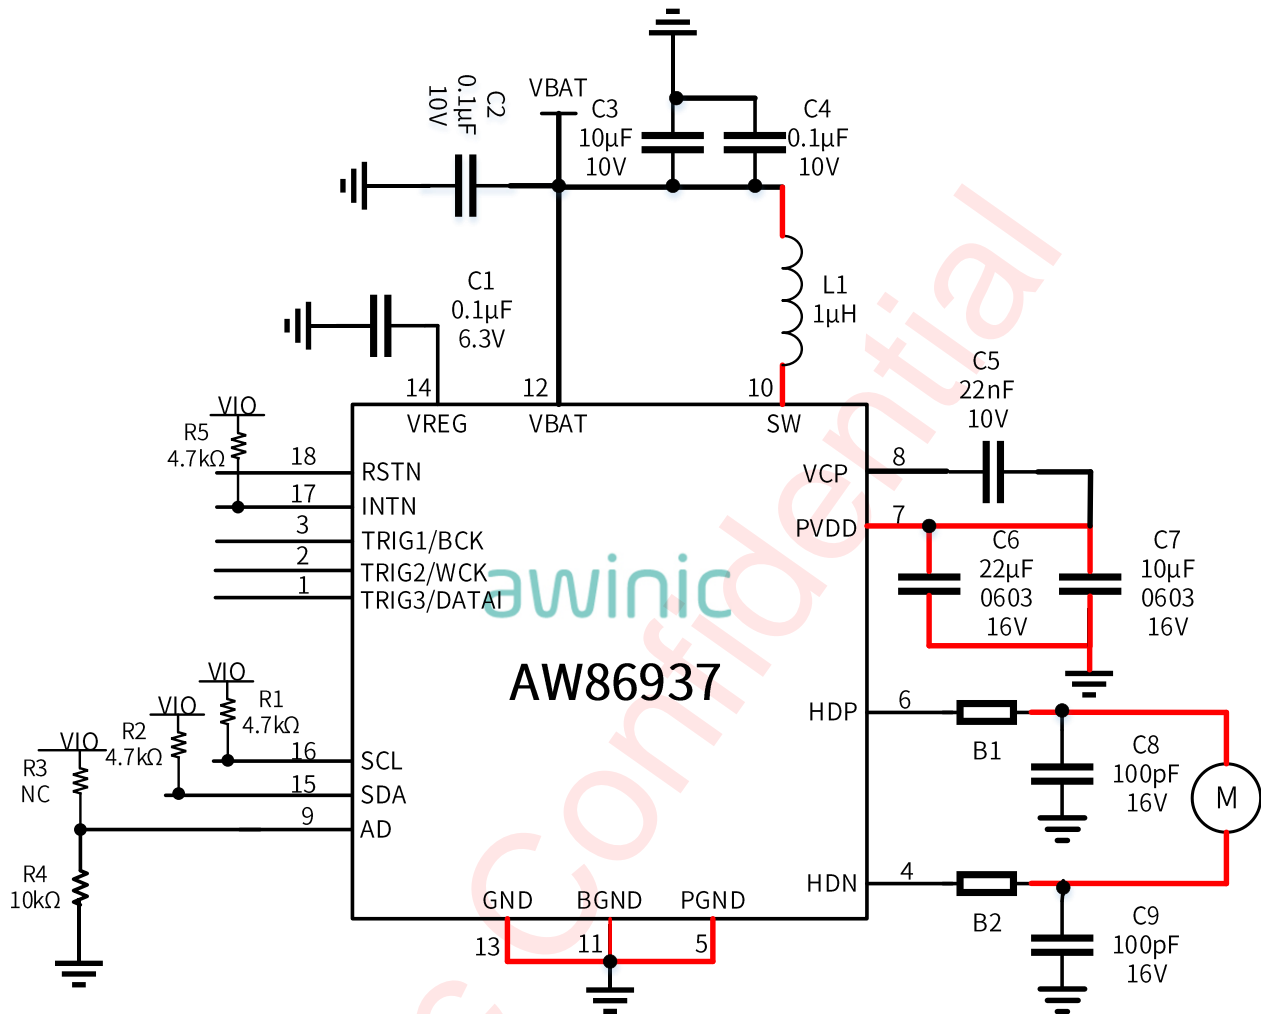 C2
0.1µF
10V
VBAT
C3
10µF
10V
C4
0.1µF
10V
C1
0.1µF
6.3V
L1
1µH
14
12
10
VREG
VBAT
SW
C5
22nF
10V
VIO
R5
4.7kΩ
18
RSTN
17
INTN
3
TRIG1/BCK
2
TRIG2/WCK
1
TRIG3/DATAI
VCP
8
PVDD
7
C6
22µF
0603
16V
C7
10µF
0603
16V
awinic
AW86937
VIO
R1
4.7kΩ
VIO
R2
4.7kΩ
VIO
R3
NC
16
SCL
15
SDA
9
AD
R4
10kΩ
HDP
6
B1
C8
100pF
16V
M
HDN
4
B2
C9
100pF
16V
GND
BGND
PGND
13
11
5
Confidential